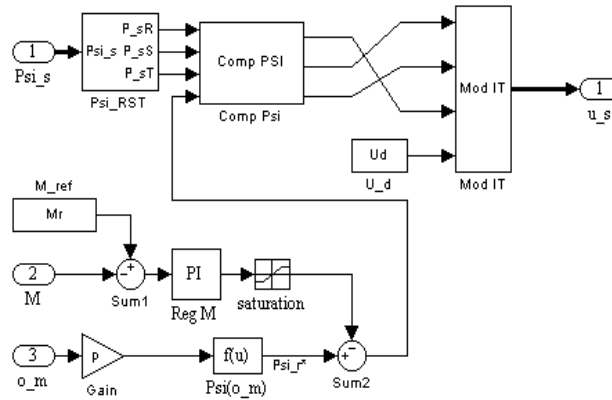 P_sR
1
Psi_s P_sS
Comp PSI
Mod IT
1
P_sT
Psi_s
Psi_RST
Comp Psi
u_s
Ud
U_d
Mod IT
M_ref
Mr
2
PI
M
Sum1
Reg M
saturation
3
p
f(u)
Psi_r*
o_m
Gain
Psi(o_m)
Sum2